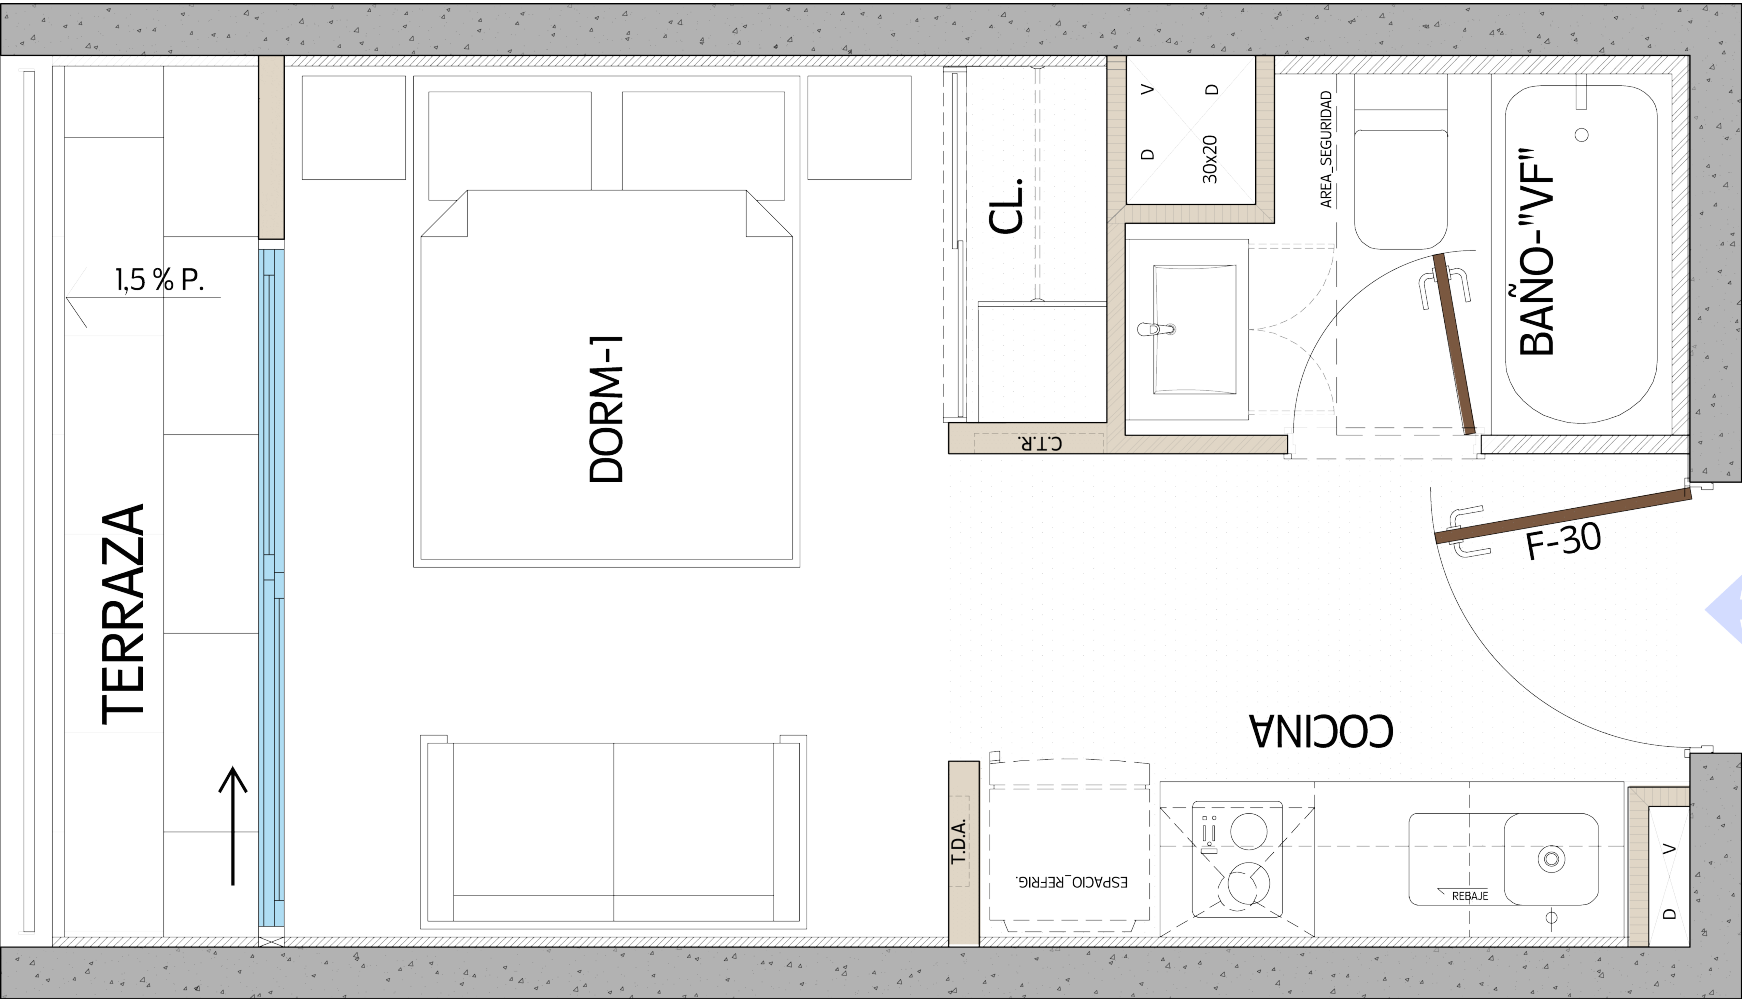 TERRAZA
1,5 % P.
DORM-1
CL.
C.T.R.
D V
D
30x20
AREA_SEGURIDAD
BAÑO-"VF"
F-30
COCINA
T.D.A.
ESPACIO_REFRIG.
REBAJE
D V